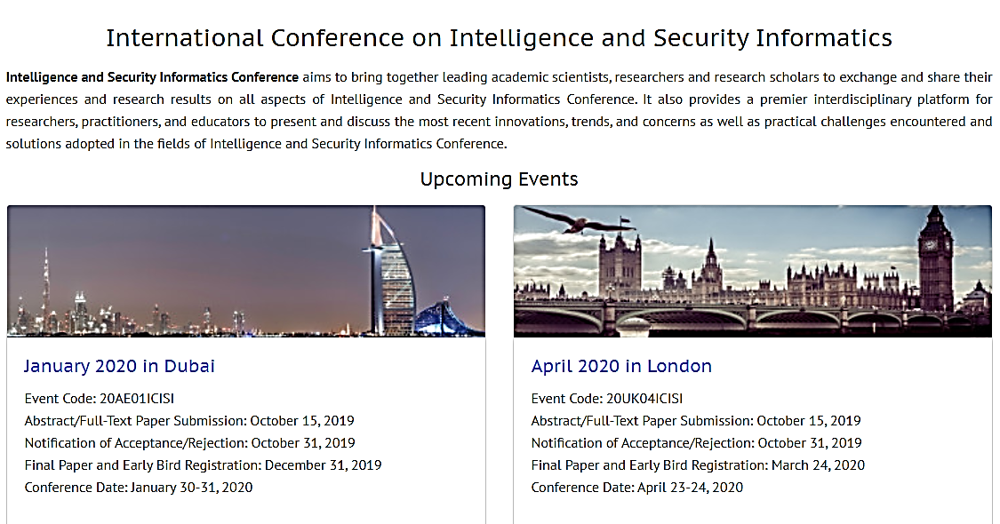 International Conference on Intelligence and Security Informatics
Intelligence and Security Informatics Conference aims to bring together leading academic scientists, researchers and research scholars to exchange and share their
experiences and research results on all aspects of Intelligence and Security Informatics Conference. It also provides a premier interdisciplinary platform for
researchers, practitioners, and educators to present and discuss the most recent innovations, trends, and concerns as well as practical challenges encountered and
solutions adopted in the fields of Intelligence and Security Informatics Conference.
Upcoming Events
January 2020 in Dubai
Event Code: 20AE01ICISI
Abstract/Full-Text Paper Submission: October 15, 2019
Notification of Acceptance/Rejection: October 31, 2019
Final Paper and Early Bird Registration: December 31, 2019
Conference Date: January 30-31, 2020
April 2020 in London
Event Code: 20UK04ICISI
Abstract/Full-Text Paper Submission: October 15, 2019
Notification of Acceptance/Rejection: October 31, 2019
Final Paper and Early Bird Registration: March 24, 2020
Conference Date: April 23-24, 2020